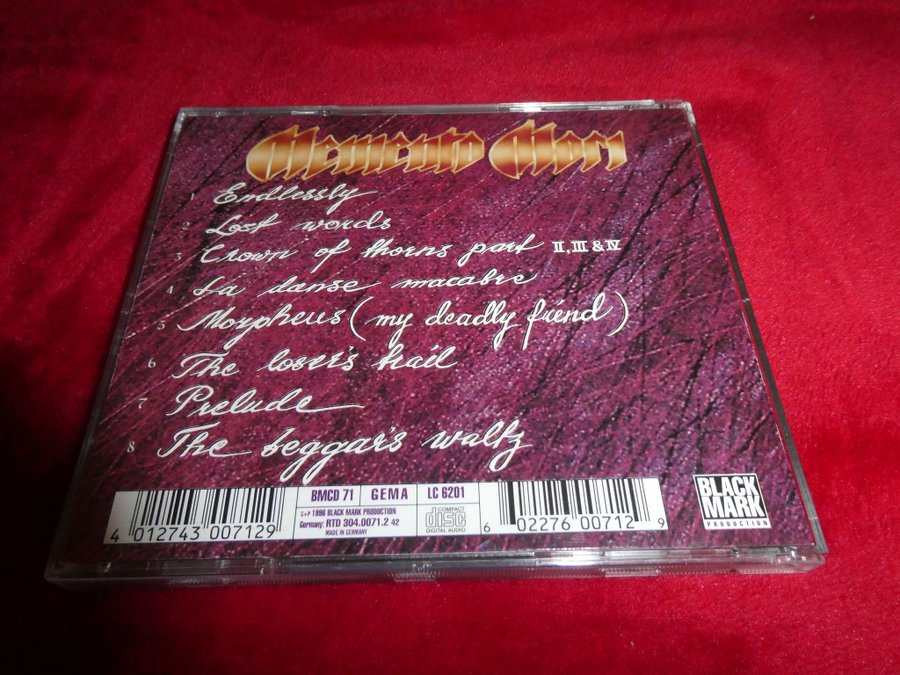 Memento Mori
1 Endlessly
2 Lost words
3 Crown of thorns part II, III & IV
4 La danse macabre
5 Morpheus (my deadly fiend)
6 The loser's trail
7 Prelude
8 The beggar's waltz
4 012743 007129
BMCD 71 GEMA LC 6201
C+P 1996 BLACK MARK PRODUCTION
Germany: RTD 304.0071.2 42
MADE IN GERMANY
COMPACT
disc
DIGITAL AUDIO
6 02276 00712 9
BLACK
MARK
PRODUCTION